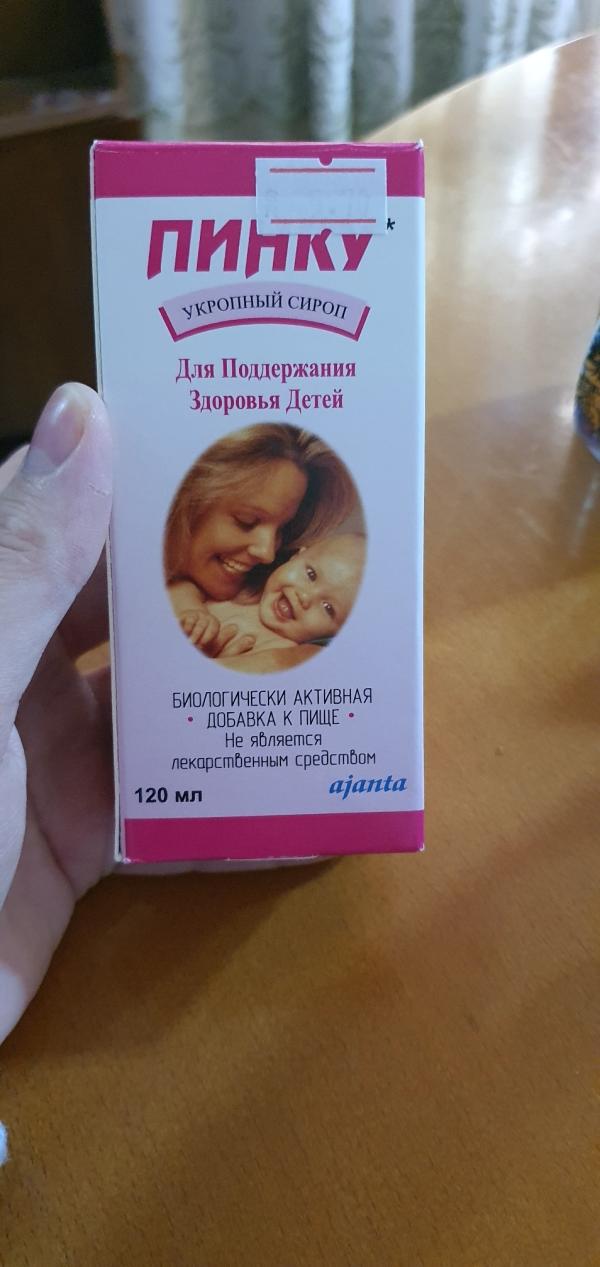 ПИНКУ*
УКРОПНЫЙ СИРОП
Для Поддержания
Здоровья Детей
БИОЛОГИЧЕСКИ АКТИВНАЯ
• ДОБАВКА К ПИЩЕ •
Не является
лекарственным средством
120 мл
ajanta